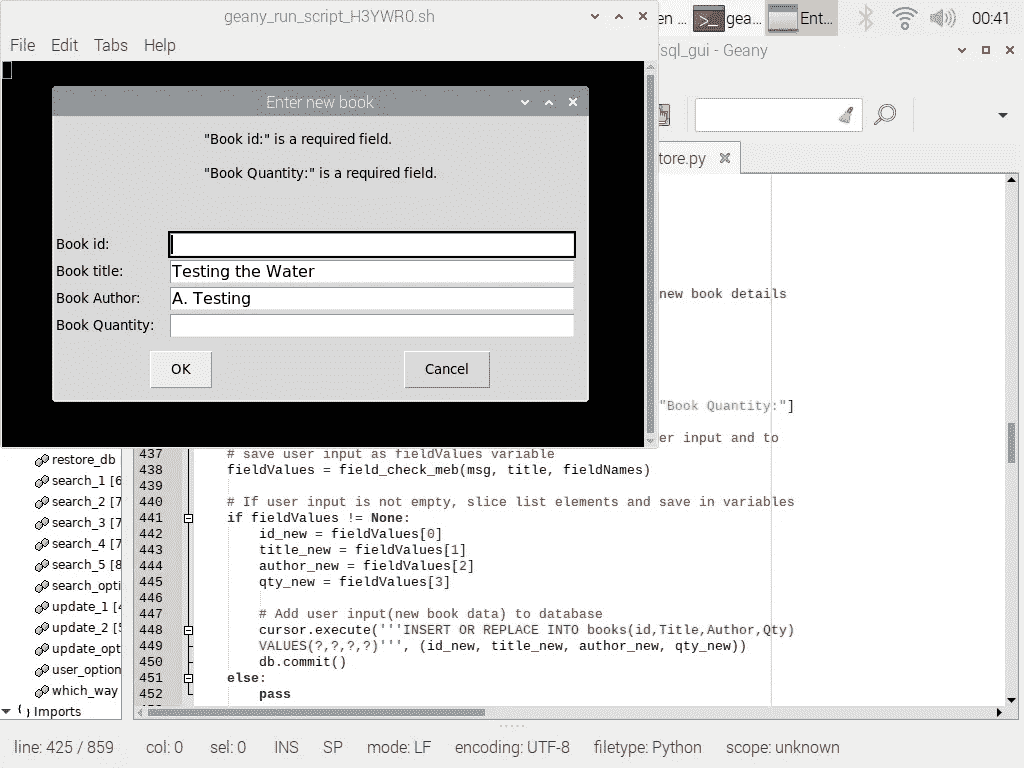 geany_run_script_H3YWR0.sh
en ...
gea...
Ent...
00:41
File Edit Tabs Help
/sql_gui - Geany
Enter new book
"Book id:" is a required field.
"Book Quantity:" is a required field.
tore.py
Book id:
Book title: Testing the Water
Book Author: A. Testing
Book Quantity:
OK Cancel
new book details
"Book Quantity:"]
er input and to
restore_db
search_1 [6
search_2 [7
search_3 [7
search_4 [7
search_5 [8
search_opti
update_1 [4
update_2 [5
update_opt
user_option
which_way
Imports
437 # save user input as fieldValues variable
438 fieldValues = field_check_meb(msg, title, fieldNames)
439
440 # If user input is not empty, slice list elements and save in variables
441 if fieldValues != None:
442 id_new = fieldValues[0]
443 title_new = fieldValues[1]
444 author_new = fieldValues[2]
445 qty_new = fieldValues[3]
446
447 # Add user input(new book data) to database
448 cursor.execute('''INSERT OR REPLACE INTO books(id,Title,Author,Qty)
449 VALUES(?,?,?,?)''', (id_new, title_new, author_new, qty_new))
450 db.commit()
451 else:
452 pass
line: 425 / 859 col: 0 sel: 0 INS SP mode: LF encoding: UTF-8 filetype: Python scope: unknown